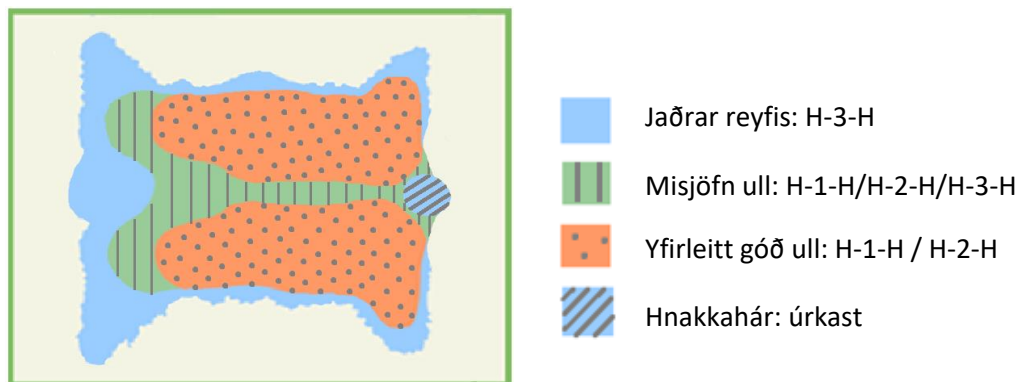 Jaðrar reyfis: H-3-H
Misjöfn ull: H-1-H/H-2-H/H-3-H
Yfirleitt góð ull: H-1-H / H-2-H
Hnakkahár: úrkast